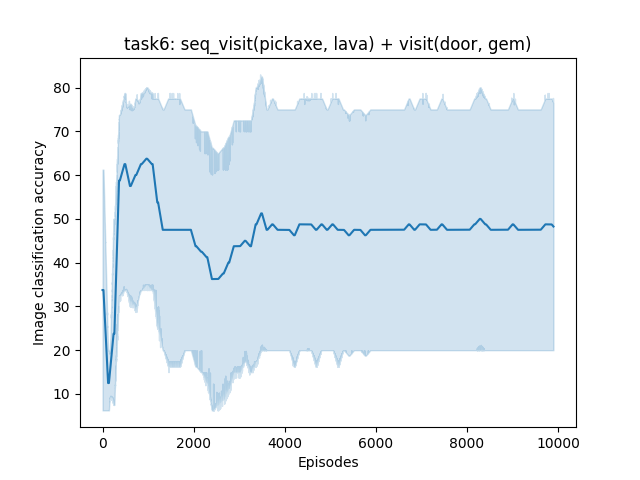 task6: seq_visit(pickaxe, lava) + visit(door, gem)
Image classification accuracy
80
70
60
50
40
30
20
10
0 2000 4000 6000 8000 10000
Episodes